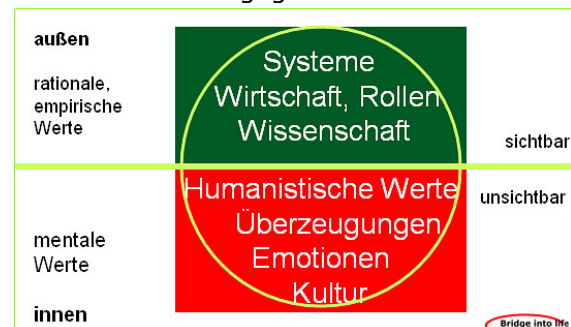 außen
rationale,
empirische
Werte
Systeme
Wirtschaft, Rollen
Wissenschaft
sichtbar
Humanistische Werte
Überzeugungen
Emotionen
Kultur
unsichtbar
mentale
Werte
innen
Bridge into life